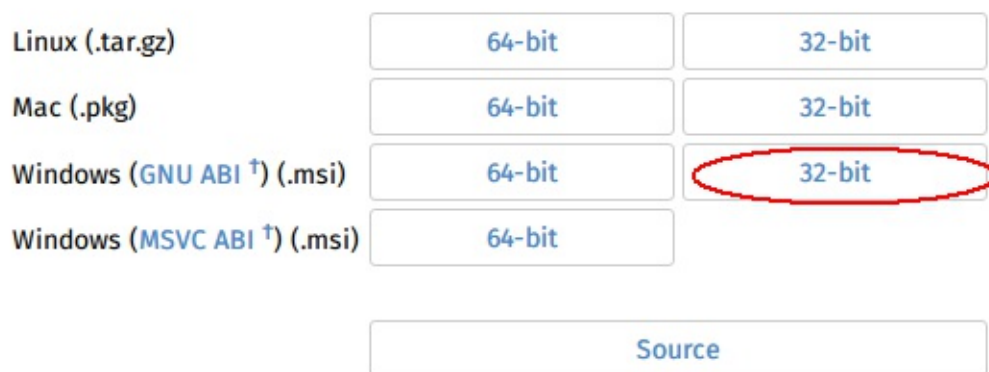 Linux (.tar.gz) 64-bit 32-bit
Mac (.pkg) 64-bit 32-bit
Windows (GNU ABI †) (.msi) 64-bit 32-bit
Windows (MSVC ABI †) (.msi) 64-bit
Source